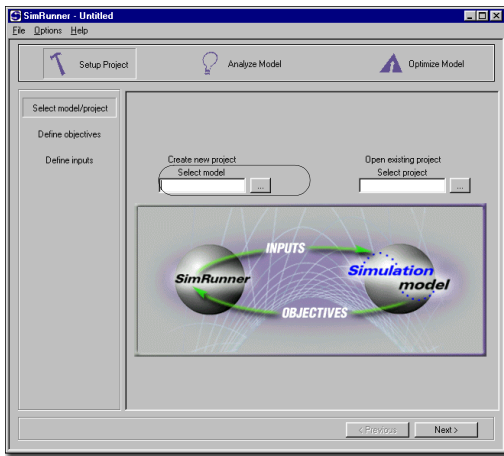 SimRunner - Untitled
File Options Help
Setup Project Analyze Model Optimize Model
Select model/project
Define objectives
Define inputs
Create new project Open existing project
Select model Select project
... ...
INPUTS
SimRunner Simulation model
OBJECTIVES
< Previous Next >